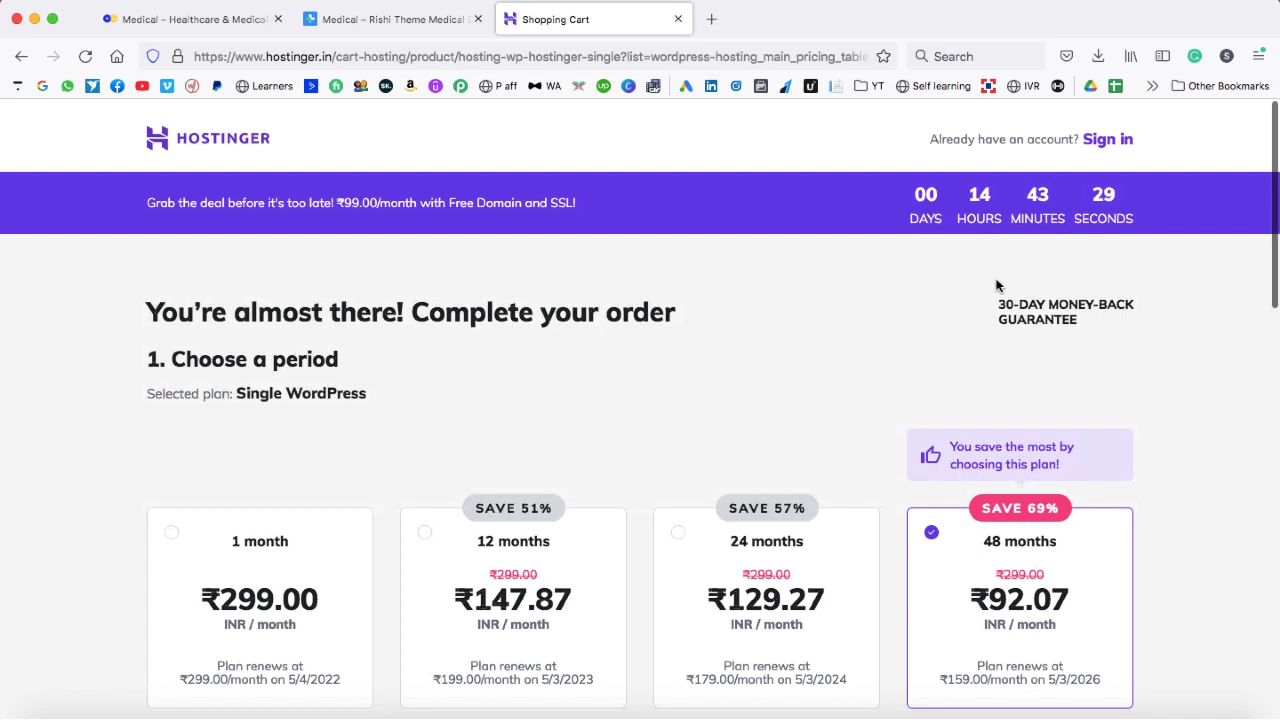 Medical – Healthcare & Medical
Medical – Rishi Theme Medical
Shopping Cart
https://www.hostinger.in/cart-hosting/product/hosting-wp-hostinger-single?list=wordpress-hosting_main_pricing_table
Search
Learners
P aff
WA
YT
Self learning
IVR
Other Bookmarks
HOSTINGER
Already have an account? Sign in
Grab the deal before it's too late! ₹99.00/month with Free Domain and SSL!
00 14 43 29
DAYS HOURS MINUTES SECONDS
30-DAY MONEY-BACK
GUARANTEE
You're almost there! Complete your order
1. Choose a period
Selected plan: Single WordPress
You save the most by
choosing this plan!
1 month
₹299.00
INR / month
Plan renews at
₹299.00/month on 5/4/2022
SAVE 51%
12 months
₹299.00
₹147.87
INR / month
Plan renews at
₹199.00/month on 5/3/2023
SAVE 57%
24 months
₹299.00
₹129.27
INR / month
Plan renews at
₹179.00/month on 5/3/2024
SAVE 69%
48 months
₹299.00
₹92.07
INR / month
Plan renews at
₹159.00/month on 5/3/2026